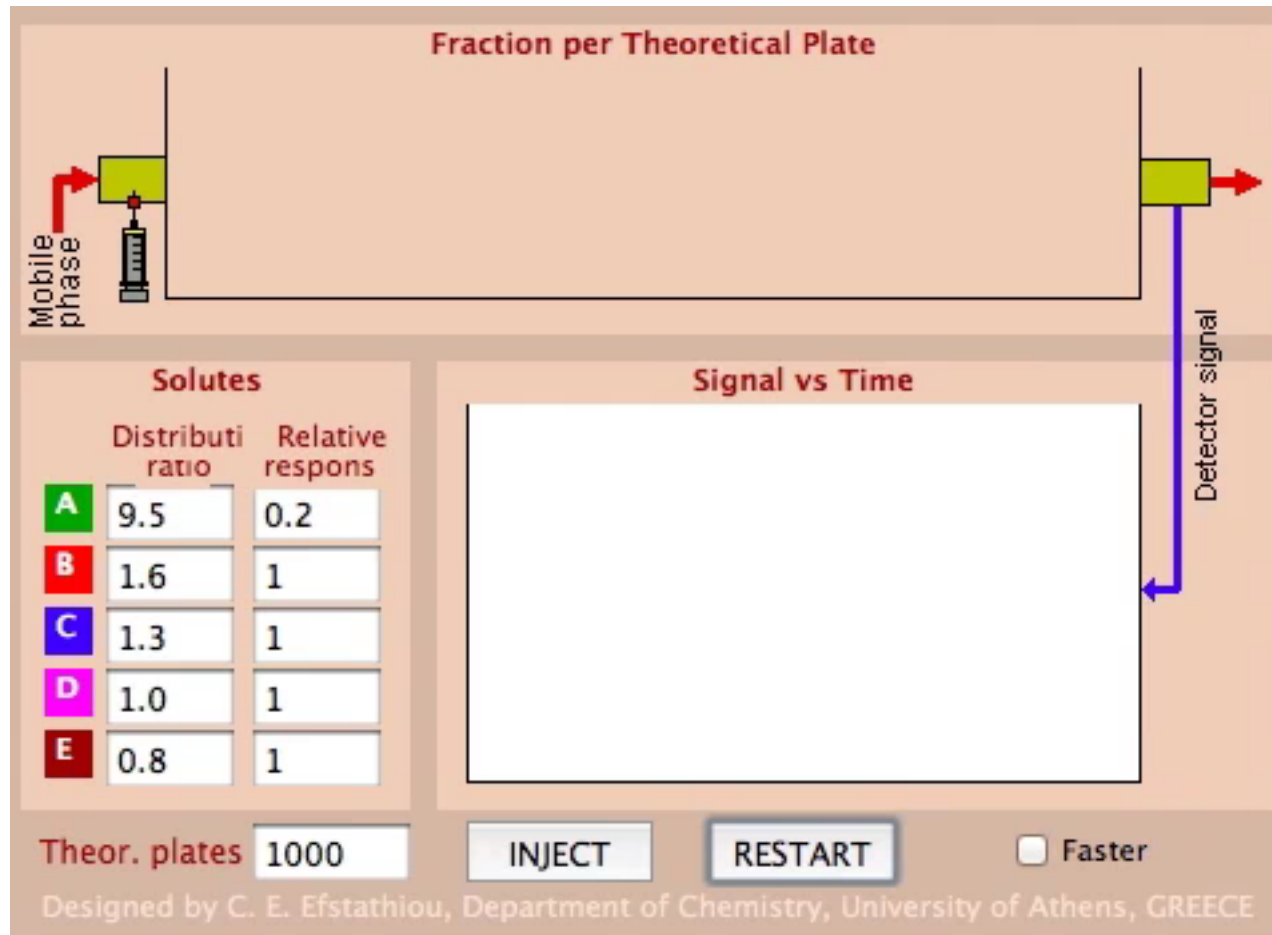 Fraction per Theoretical Plate
Mobile
phase
Detector signal
Solutes
Distributi Relative
ratio respons
A 9.5 0.2
B 1.6 1
C 1.3 1
D 1.0 1
E 0.8 1
Signal vs Time
Theor. plates 1000 INJECT RESTART Faster
Designed by C. E. Efstathiou, Department of Chemistry, University of Athens, GREECE